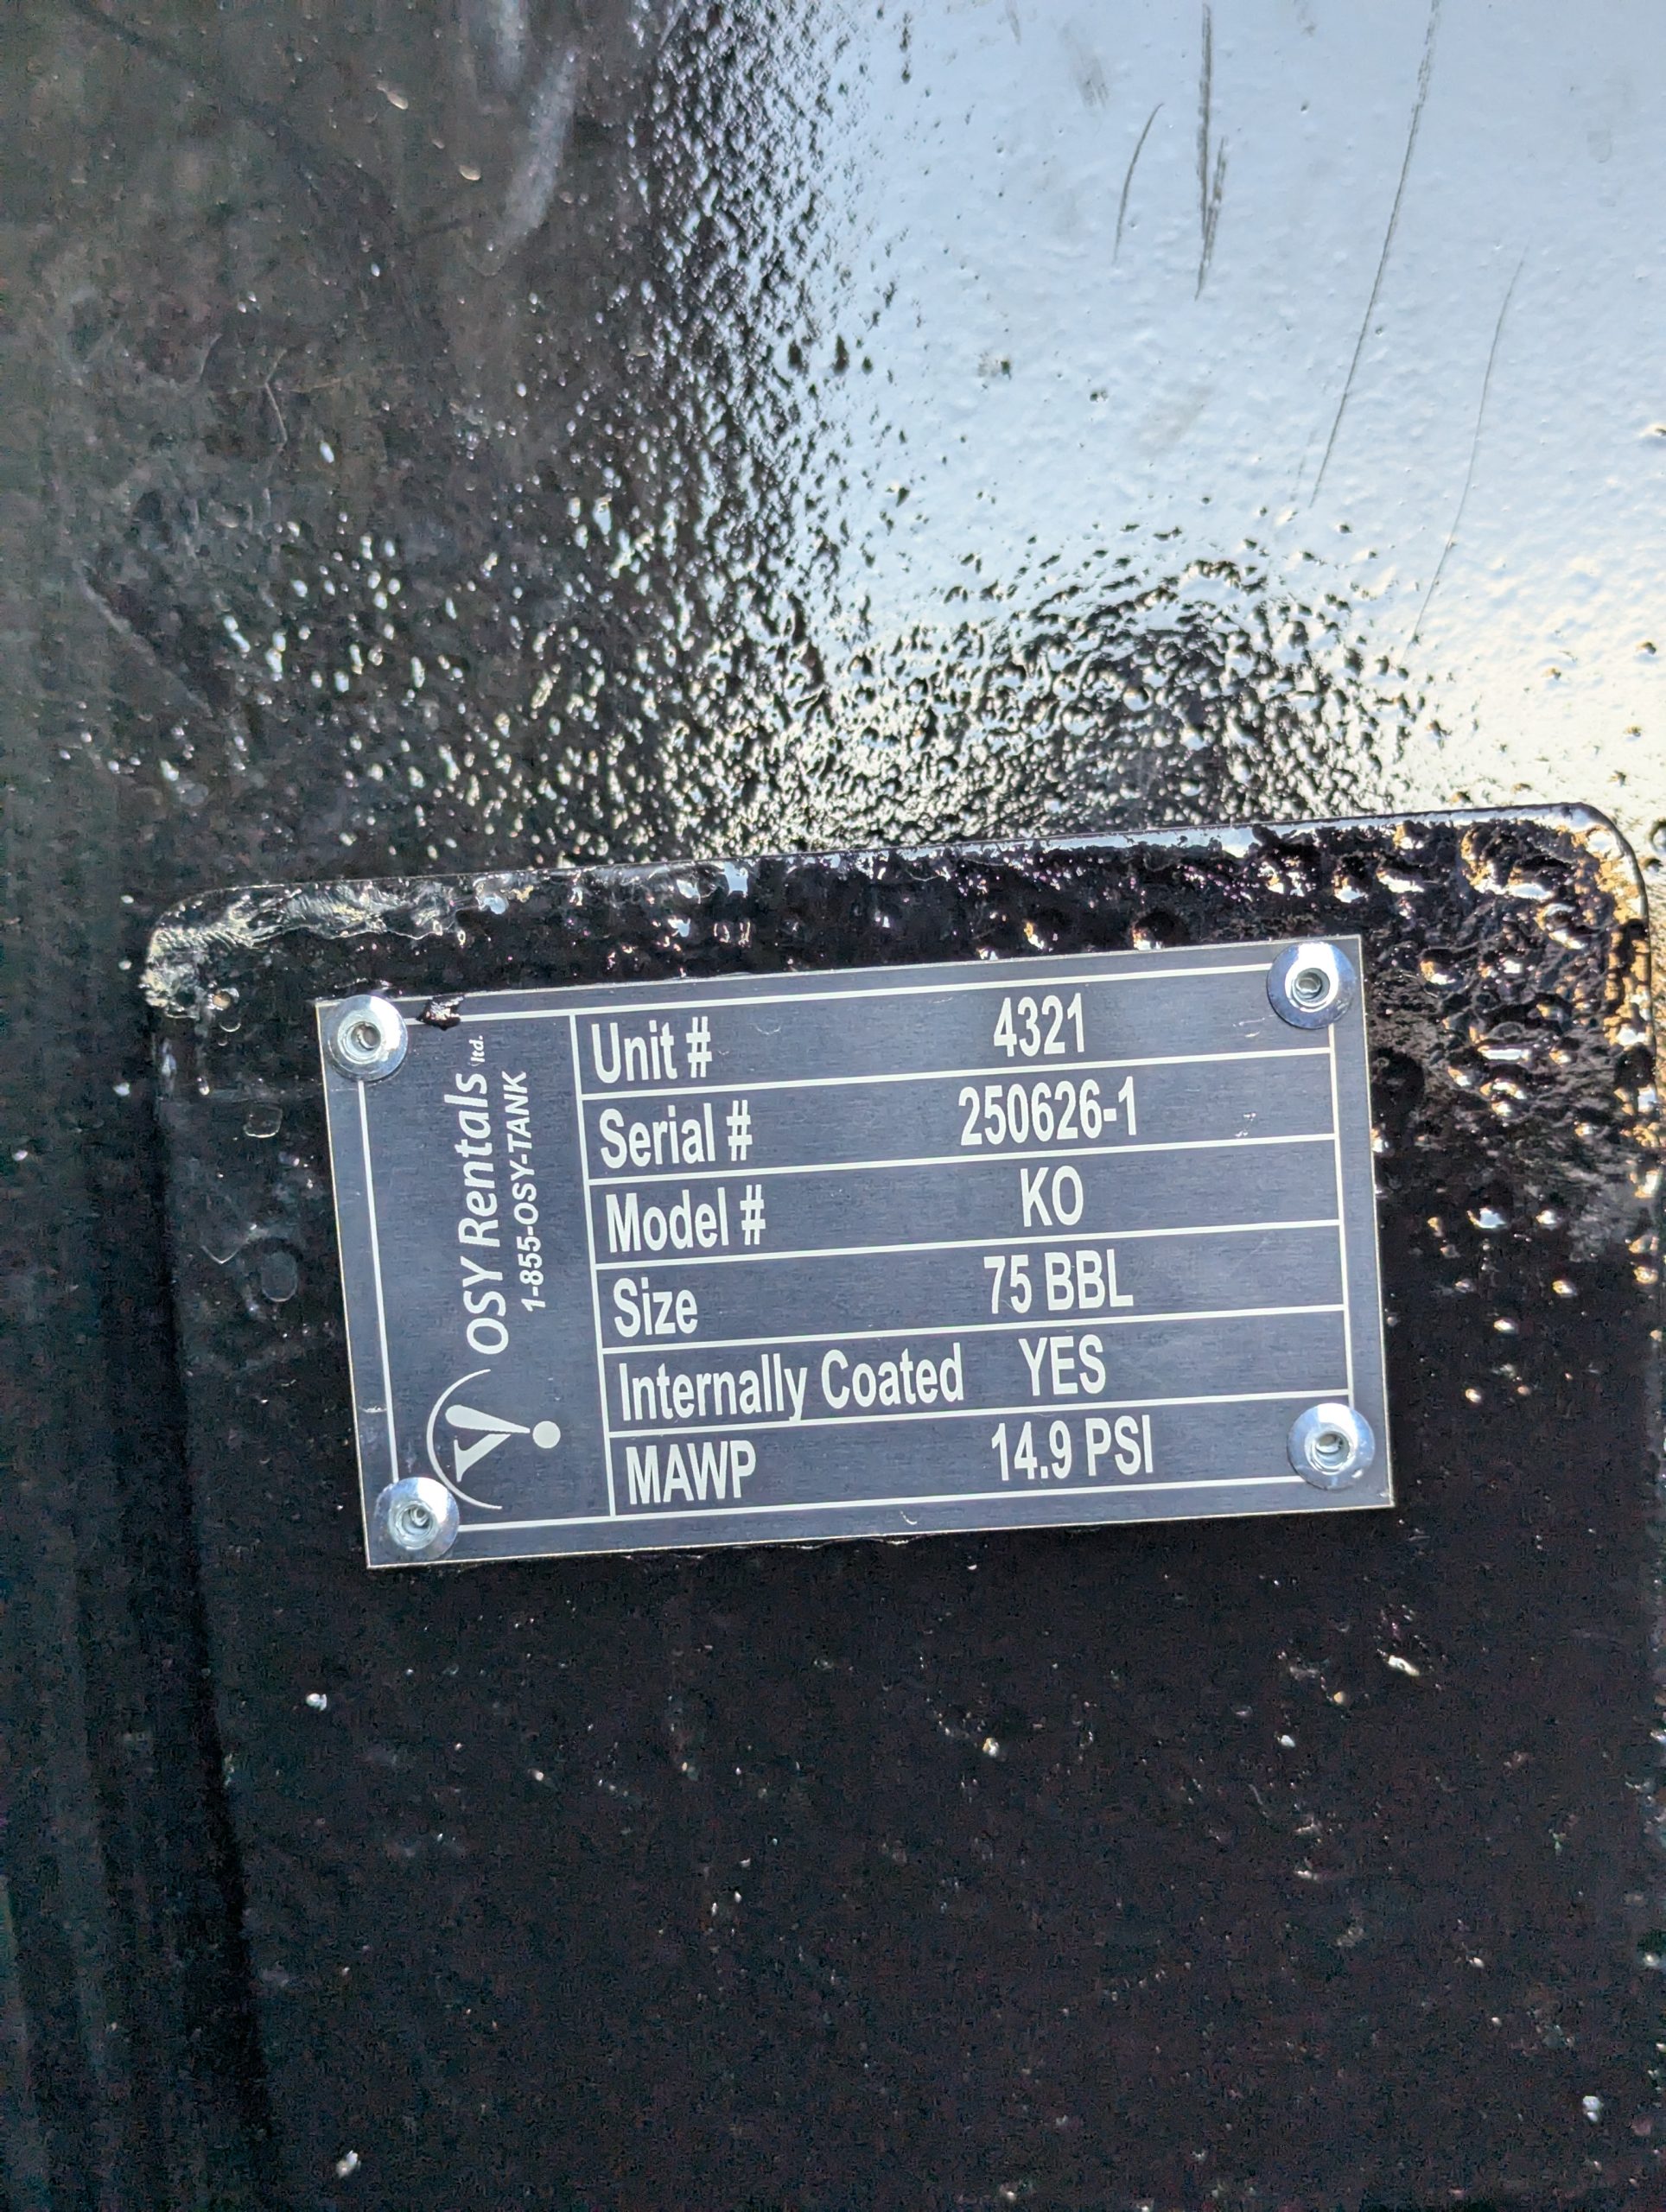 OSY Rentals ltd.
1-855-OSY-TANK
Unit # 4321
Serial # 250626-1
Model # KO
Size 75 BBL
Internally Coated YES
MAWP 14.9 PSI